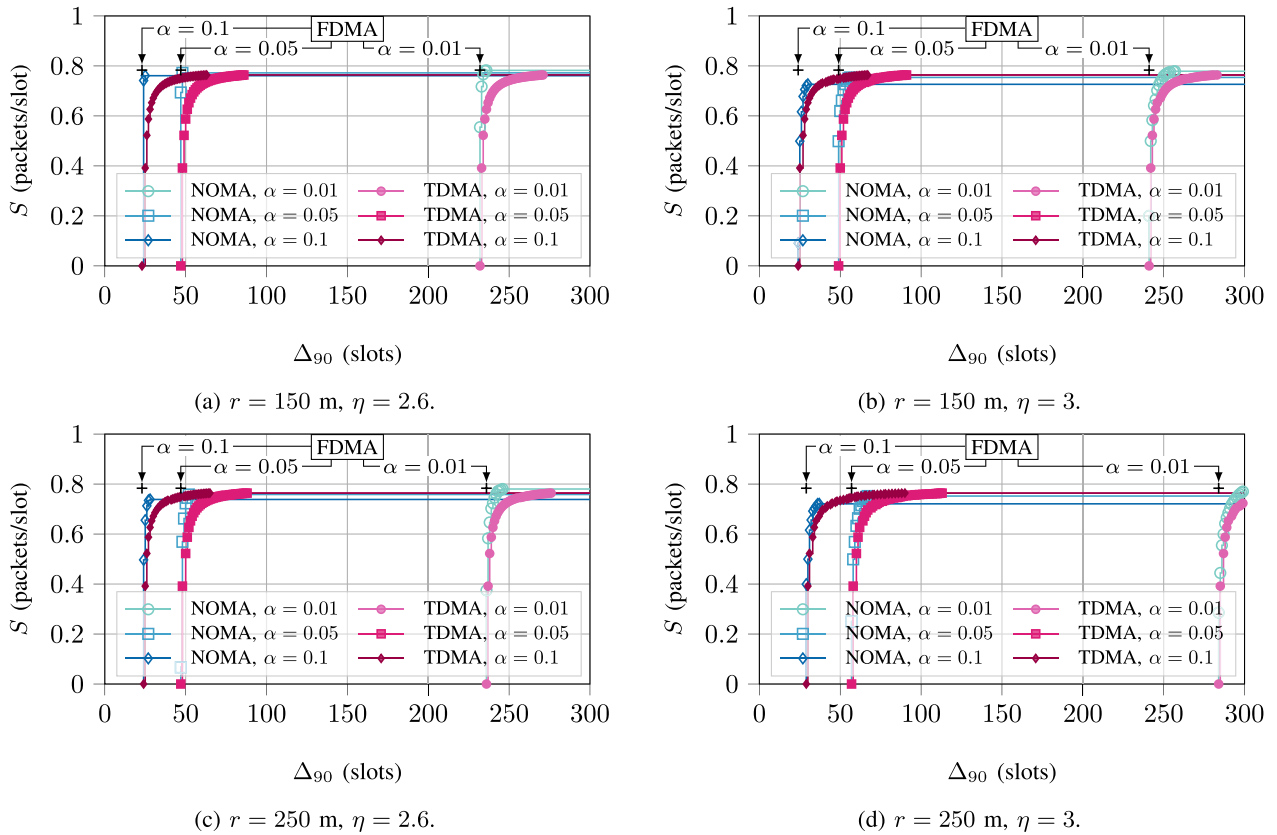 1
α = 0.1
FDMA
α = 0.05
α = 0.01
0.8
0.6
0.4
0.2
0
S (packets/slot)
NOMA, α = 0.01
TDMA, α = 0.01
NOMA, α = 0.05
TDMA, α = 0.05
NOMA, α = 0.1
TDMA, α = 0.1
0 50 100 150 200 250 300
Δ90 (slots)
(a) r = 150 m, η = 2.6.
1
α = 0.1
FDMA
α = 0.05
α = 0.01
0.8
0.6
0.4
0.2
0
S (packets/slot)
NOMA, α = 0.01
TDMA, α = 0.01
NOMA, α = 0.05
TDMA, α = 0.05
NOMA, α = 0.1
TDMA, α = 0.1
0 50 100 150 200 250 300
Δ90 (slots)
(b) r = 150 m, η = 3.
1
α = 0.1
FDMA
α = 0.05
α = 0.01
0.8
0.6
0.4
0.2
0
S (packets/slot)
NOMA, α = 0.01
TDMA, α = 0.01
NOMA, α = 0.05
TDMA, α = 0.05
NOMA, α = 0.1
TDMA, α = 0.1
0 50 100 150 200 250 300
Δ90 (slots)
(c) r = 250 m, η = 2.6.
1
α = 0.1
FDMA
α = 0.05
α = 0.01
0.8
0.6
0.4
0.2
0
S (packets/slot)
NOMA, α = 0.01
TDMA, α = 0.01
NOMA, α = 0.05
TDMA, α = 0.05
NOMA, α = 0.1
TDMA, α = 0.1
0 50 100 150 200 250 300
Δ90 (slots)
(d) r = 250 m, η = 3.